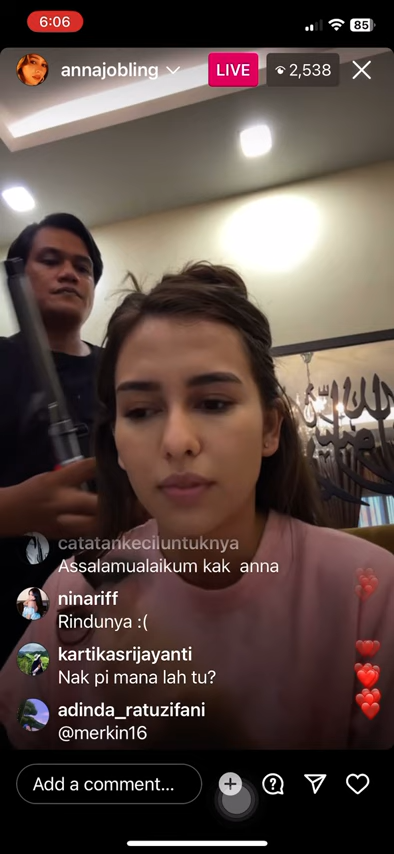 6:06
85
annajobling
LIVE
2,538
catatankeciluntuknya
Assalamualaikum kak anna
ninariff
Rindunya :(
kartikasrijayanti
Nak pi mana lah tu?
adinda_ratuzifani
@merkin16
Add a comment...